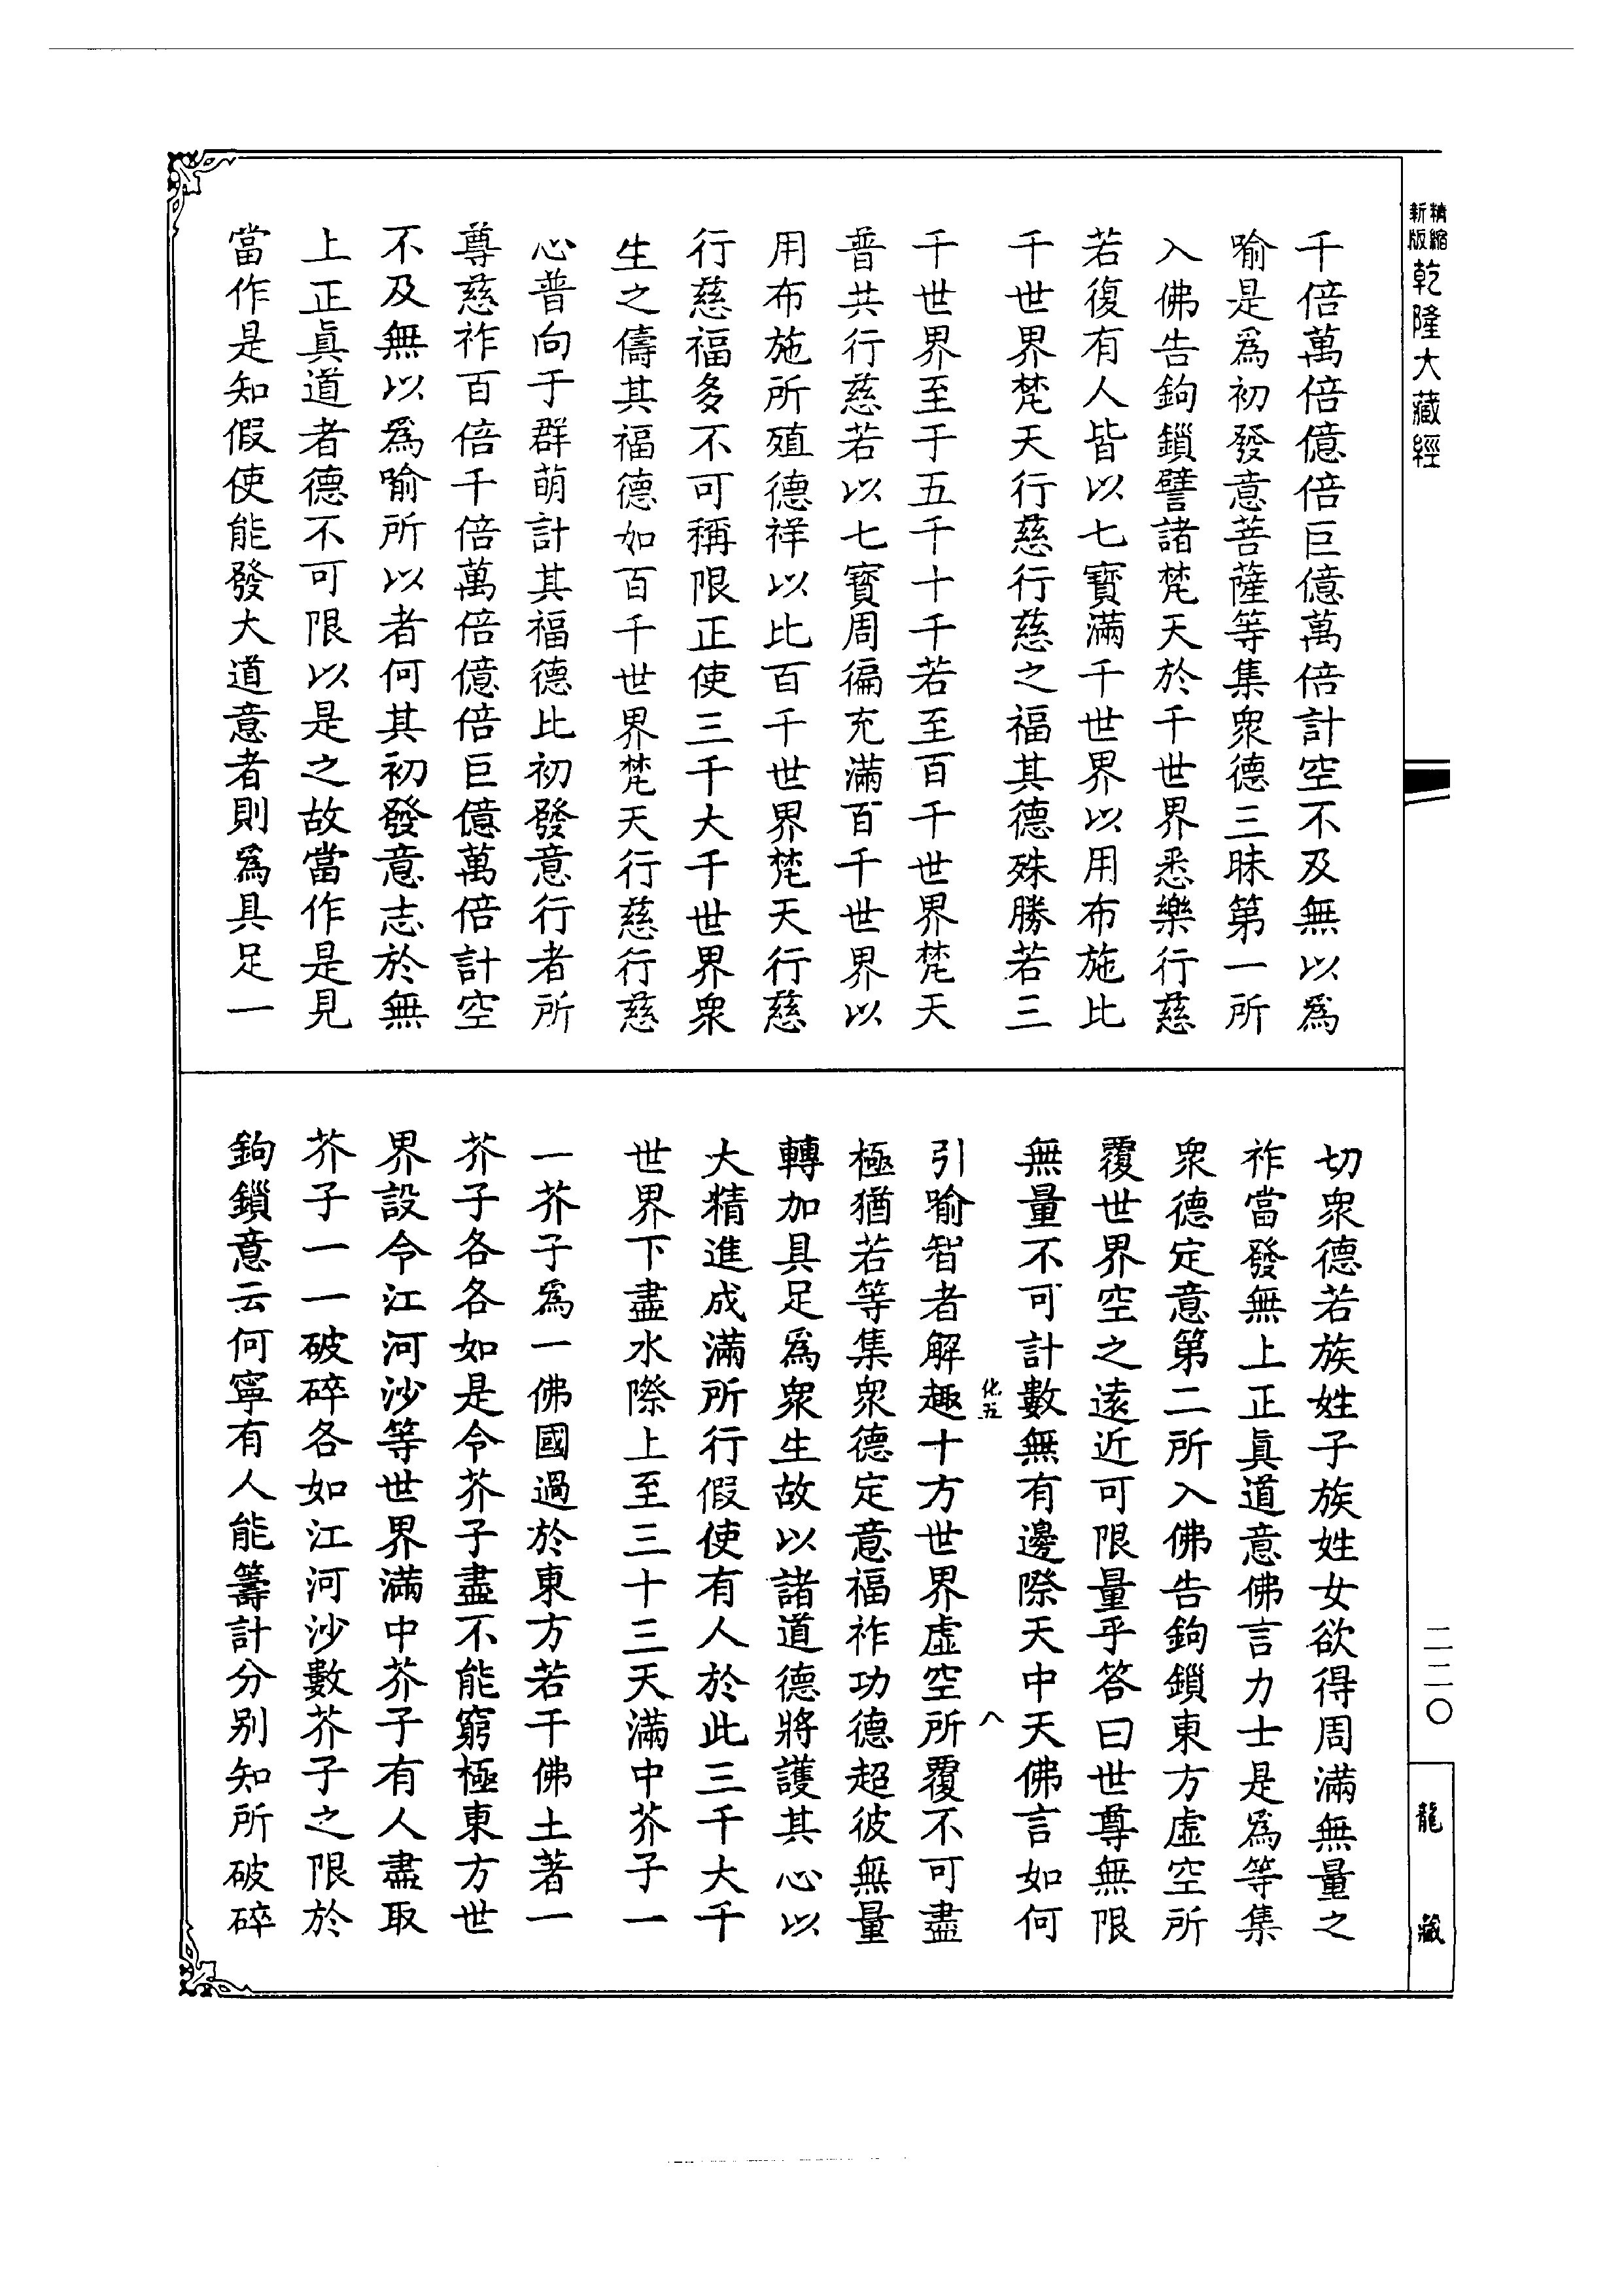 精縮新版乾隆大藏經
千倍萬倍億倍巨億萬倍計空不及無以爲
喻是爲初發意菩薩等集衆德三昧第一所
入佛告鉤鎖譬諸梵天於千世界悉樂行慈
若復有人皆以七寳滿千世界以用布施比
千世界梵天行慈行慈之福其德殊勝若三
千世界至于五千十千若至百千世界梵天
普共行慈若以七寳周徧充滿百千世界以
用布施所殖德祥以比百千世界梵天行慈
行慈福多不可稱限正使三千大千世界衆
生之儔其福德如百千世界梵天行慈行慈
心普向于群萌計其福德比初發意行者所
尊慈祚百倍千倍萬倍億倍巨億萬倍計空
不及無以爲喻所以者何其初發意志於無
上正眞道者德不可限以是之故當作是見
當作是知假使能發大道意者則爲具足一
切衆德若族姓子族姓女欲得周滿無量之
祚當發無上正眞道意佛言力士是爲等集
衆德定意第二所入佛告鉤鎖東方虛空所
覆世界空之遠近可限量乎答曰世尊無限
無量不可計數無有邊際天中天佛言如何
化五 八
引喻智者解趣十方世界虛空所覆不可盡
極猶若等集衆德定意福祚功德超彼無量
轉加具足爲衆生故以諸道德將護其心以
大精進成滿所行假使有人於此三千大千
世界下盡水際上至三十三天滿中芥子一
一芥子爲一佛國過於東方若干佛土著一
芥子各各如是令芥子盡不能窮極東方世
界設令江河沙等世界滿中芥子有人盡取
芥子一一破碎各如江河沙數芥子之限於
鉤鎖意云何寧有人能籌計分別知所破碎
二二〇
龍藏